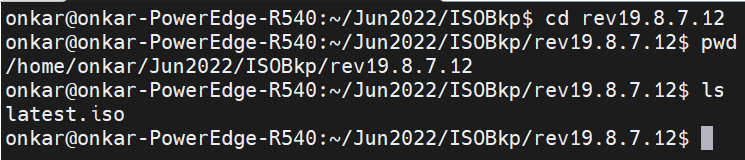 onkar@onkar-PowerEdge-R540:~/Jun2022/ISOBkp$ cd rev19.8.7.12
onkar@onkar-PowerEdge-R540:~/Jun2022/ISOBkp/rev19.8.7.12$ pwd
/home/onkar/Jun2022/ISOBkp/rev19.8.7.12
onkar@onkar-PowerEdge-R540:~/Jun2022/ISOBkp/rev19.8.7.12$ ls
latest.iso
onkar@onkar-PowerEdge-R540:~/Jun2022/ISOBkp/rev19.8.7.12$